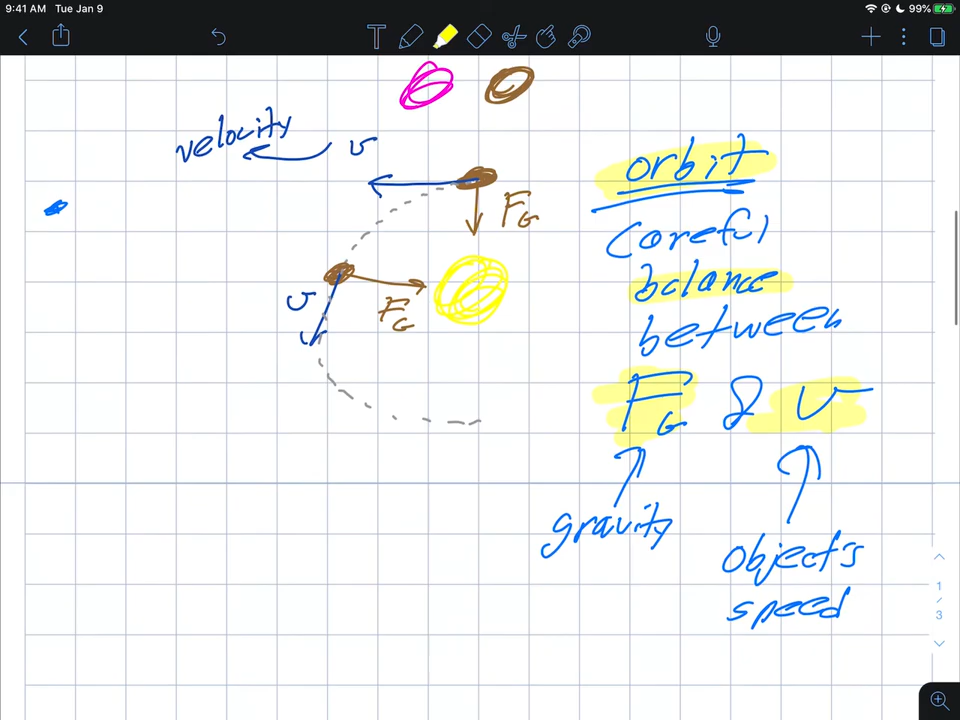 9:41 AM Tue Jan 9
99%
T
velocity
v
F_G
v
F_G
orbit
Careful
balance
between
F_G & v
gravity
object's
speed
1
/
3